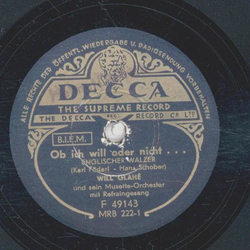 ALLE RECHTE DES ÖFFENTL. WIEDERGABE U. RADIOSENDUNG VORBEHALTEN
DECCA
THE SUPREME RECORD
THE DECCA RECORD CO. LTD
B.I.E.M.
Ob ich will oder nicht . . .
ENGLISCHER WALZER
(Karl Föderl - Hans Schober)
WILL GLAHÉ
und sein Musette-Orchester
mit Refraingesang
F 49143
MRB 222-1